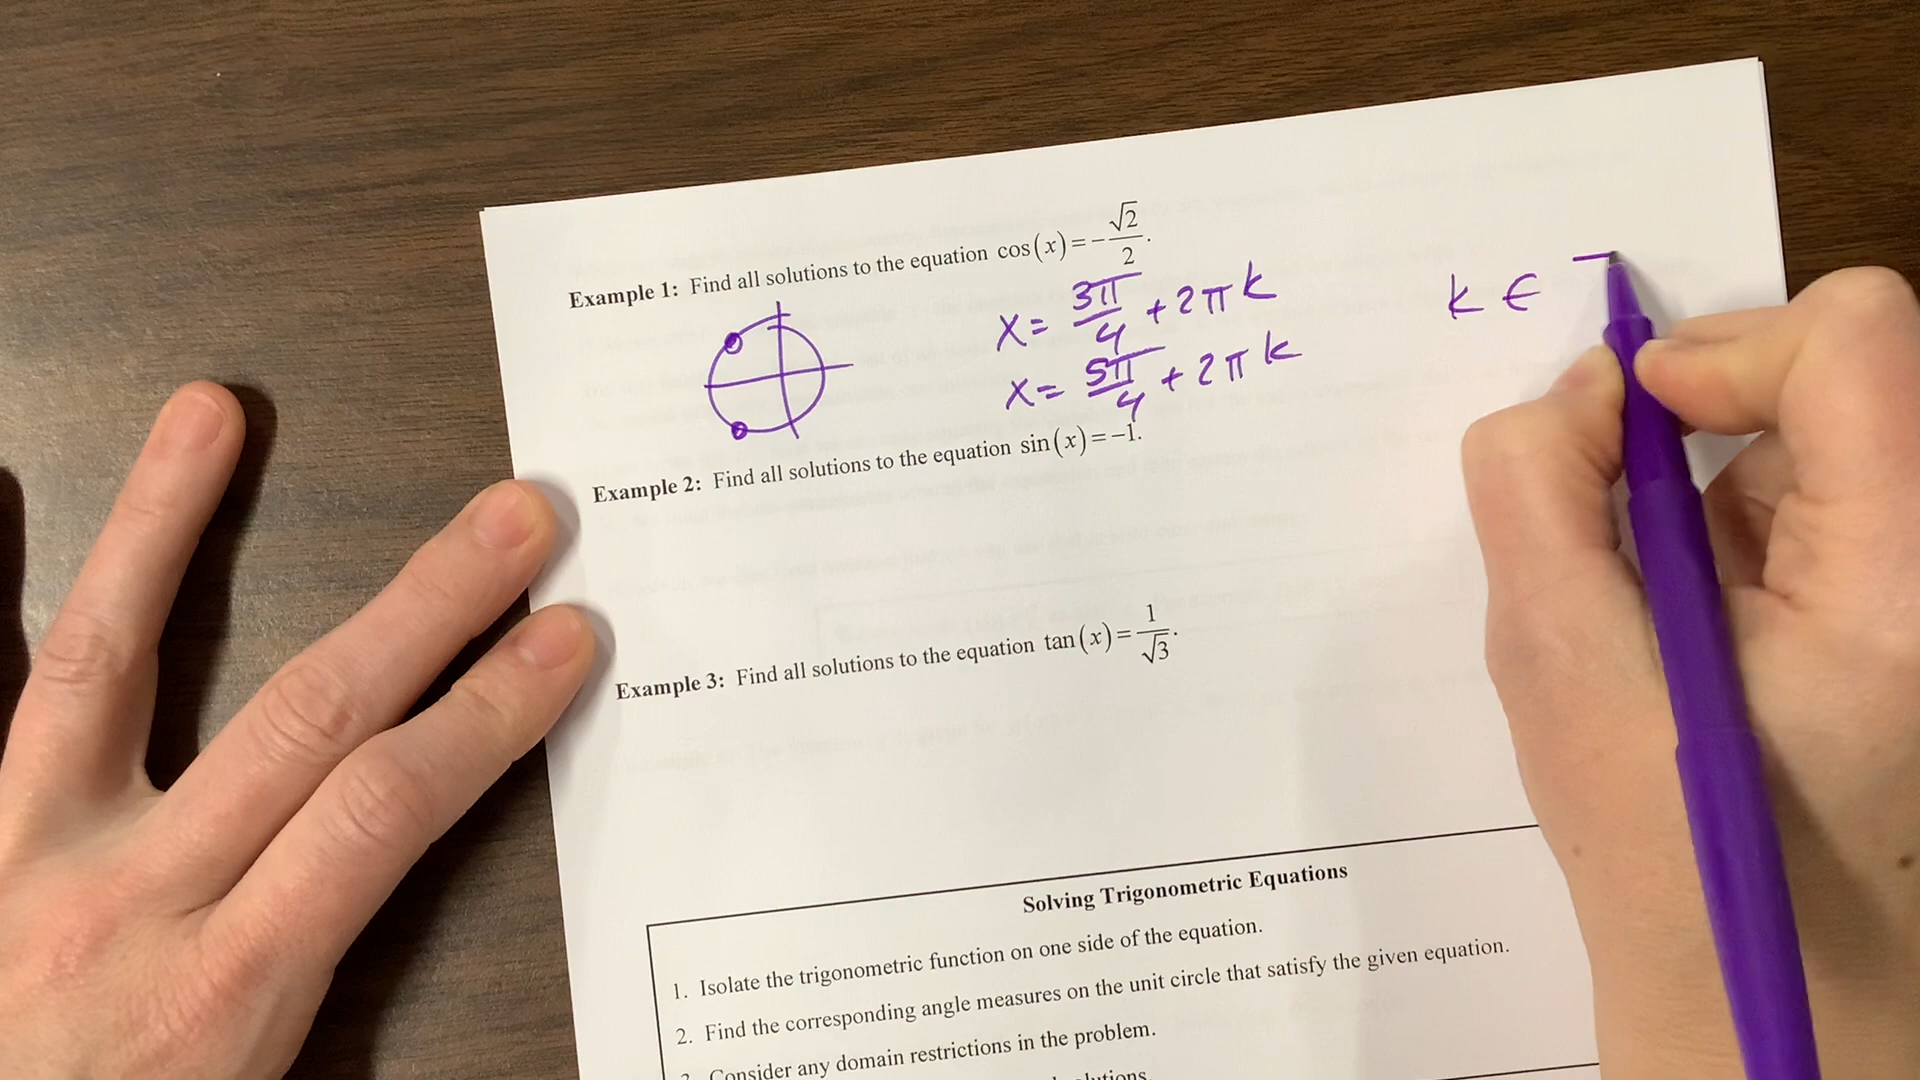 Example 1: Find all solutions to the equation cos(x)=-√2/2.
x = 3π/4 + 2πk
k ∈
x = 5π/4 + 2πk
Example 2: Find all solutions to the equation sin(x)=-1.
Example 3: Find all solutions to the equation tan(x)=1/√3.
Solving Trigonometric Equations
1. Isolate the trigonometric function on one side of the equation.
2. Find the corresponding angle measures on the unit circle that satisfy the given equation.
Consider any domain restrictions in the problem.